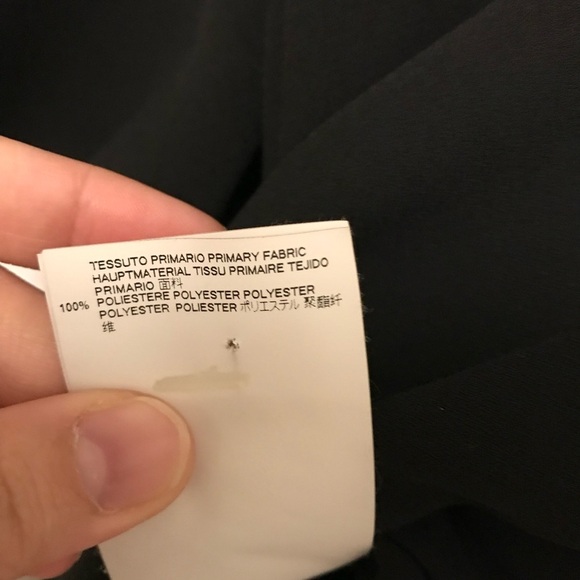 TESSUTO PRIMARIO PRIMARY FABRIC
HAUPTMATERIAL TISSU PRIMAIRE TEJIDO
PRIMARIO 面料
100% POLIESTERE POLYESTER POLYESTER
POLYESTER POLIESTER ポリエステル 聚酯纤
维